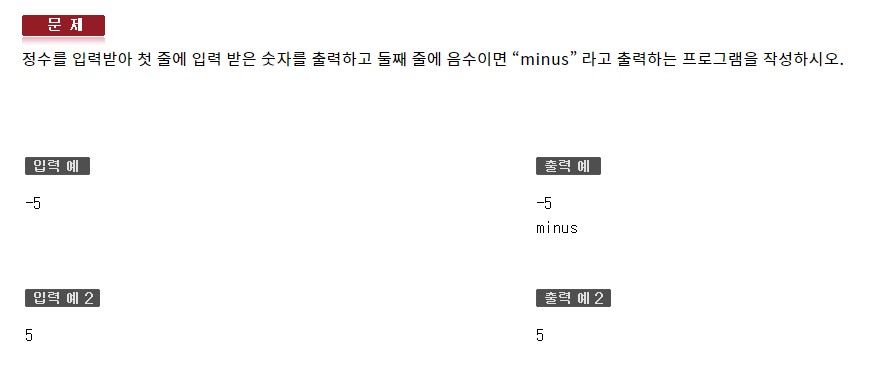 문 제
정수를 입력받아 첫 줄에 입력 받은 숫자를 출력하고 둘째 줄에 음수이면 “minus” 라고 출력하는 프로그램을 작성하시오.
입력 예
-5
출력 예
-5
minus
입력 예 2
5
출력 예 2
5